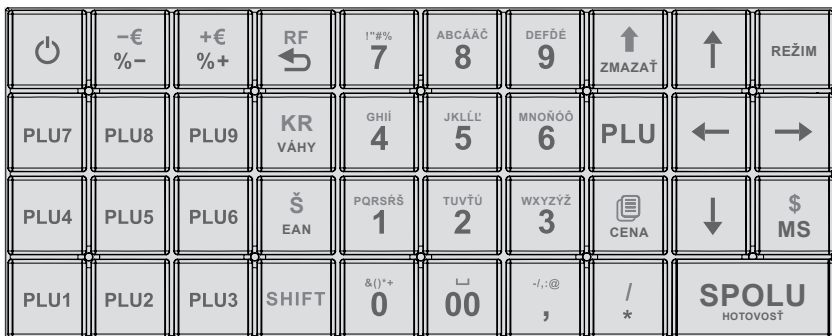 −€
%−
+€
%+
RF
!"#%
7
ABCÁÄČ
8
DEFĎÉ
9
ZMAZAŤ
REŽIM
PLU7
PLU8
PLU9
KR
VÁHY
GHIÍ
4
JKLĹĽ
5
MNOŇÓÔ
6
PLU
PLU4
PLU5
PLU6
Š
EAN
PQRSŔŠ
1
TUVŤÚ
2
WXYZÝŽ
3
CENA
$
MS
PLU1
PLU2
PLU3
SHIFT
&()*+
0
00
-/,:@
,
/
*
SPOLU
HOTOVOSŤ